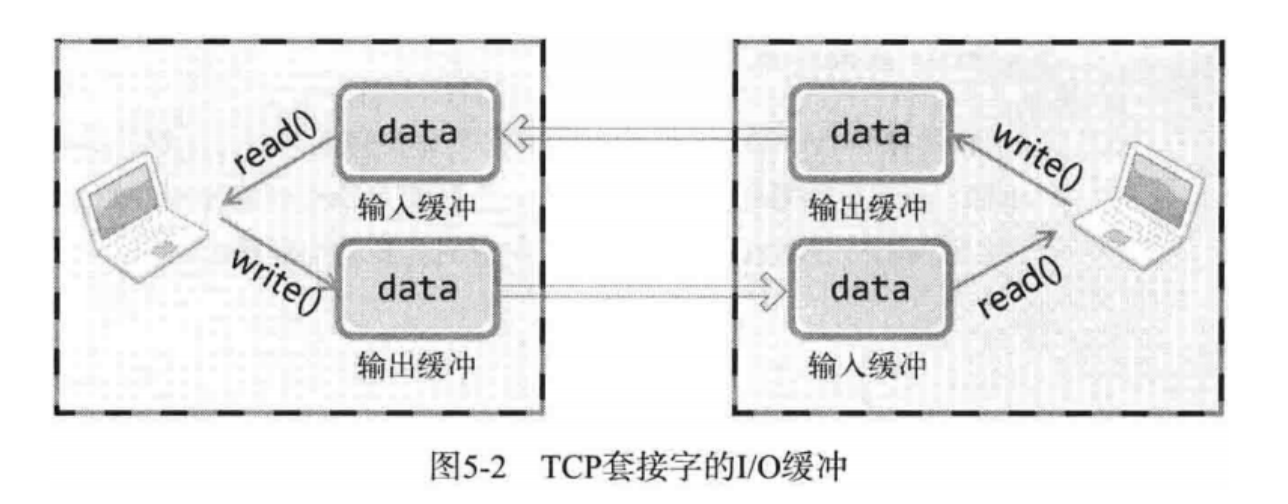 read()
data
data
write()
输入缓冲
输出缓冲
write()
data
data
read()
输出缓冲
输入缓冲
图5-2 TCP套接字的I/O缓冲